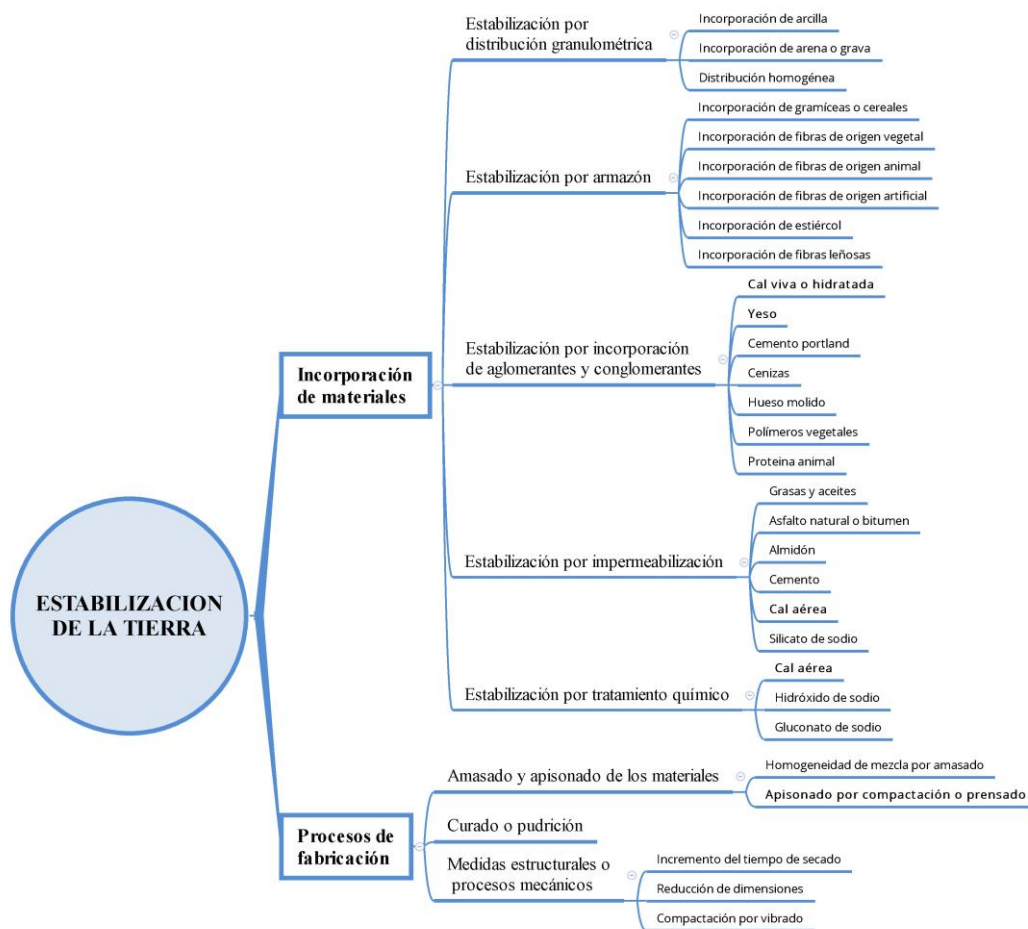 ESTABILIZACION
DE LA TIERRA
Incorporación
de materiales
Estabilización por
distribución granulométrica
Incorporación de arcilla
Incorporación de arena o grava
Distribución homogénea
Estabilización por armazón
Incorporación de gramíceas o cereales
Incorporación de fibras de origen vegetal
Incorporación de fibras de origen animal
Incorporación de fibras de origen artificial
Incorporación de estiércol
Incorporación de fibras leñosas
Estabilización por incorporación
de aglomerantes y conglomerantes
Cal viva o hidratada
Yeso
Cemento portland
Cenizas
Hueso molido
Polímeros vegetales
Proteina animal
Estabilización por impermeabilización
Grasas y aceites
Asfalto natural o bitumen
Almidón
Cemento
Cal aérea
Silicato de sodio
Estabilización por tratamiento químico
Cal aérea
Hidróxido de sodio
Gluconato de sodio
Procesos de
fabricación
Amasado y apisonado de los materiales
Homogeneidad de mezcla por amasado
Apisonado por compactación o prensado
Curado o pudrición
Medidas estructurales o
procesos mecánicos
Incremento del tiempo de secado
Reducción de dimensiones
Compactación por vibrado